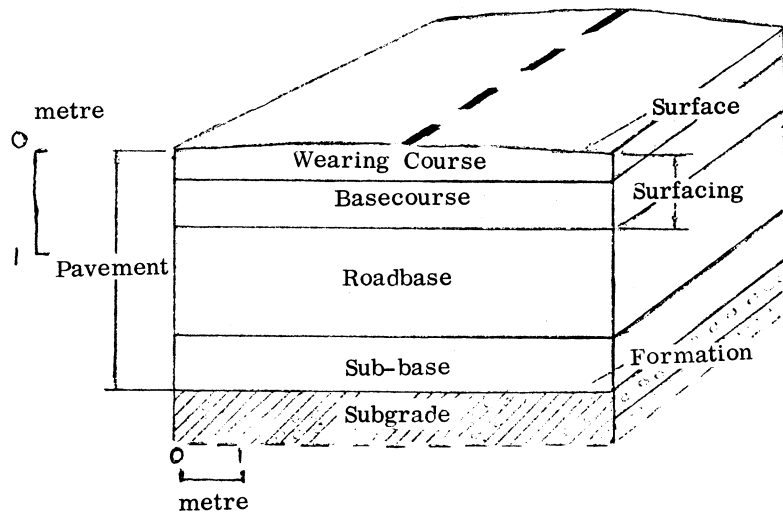 metre
0
1
Surface
Wearing Course
Surfacing
Basecourse
Pavement
Roadbase
Formation
Sub-base
Subgrade
0 1
metre